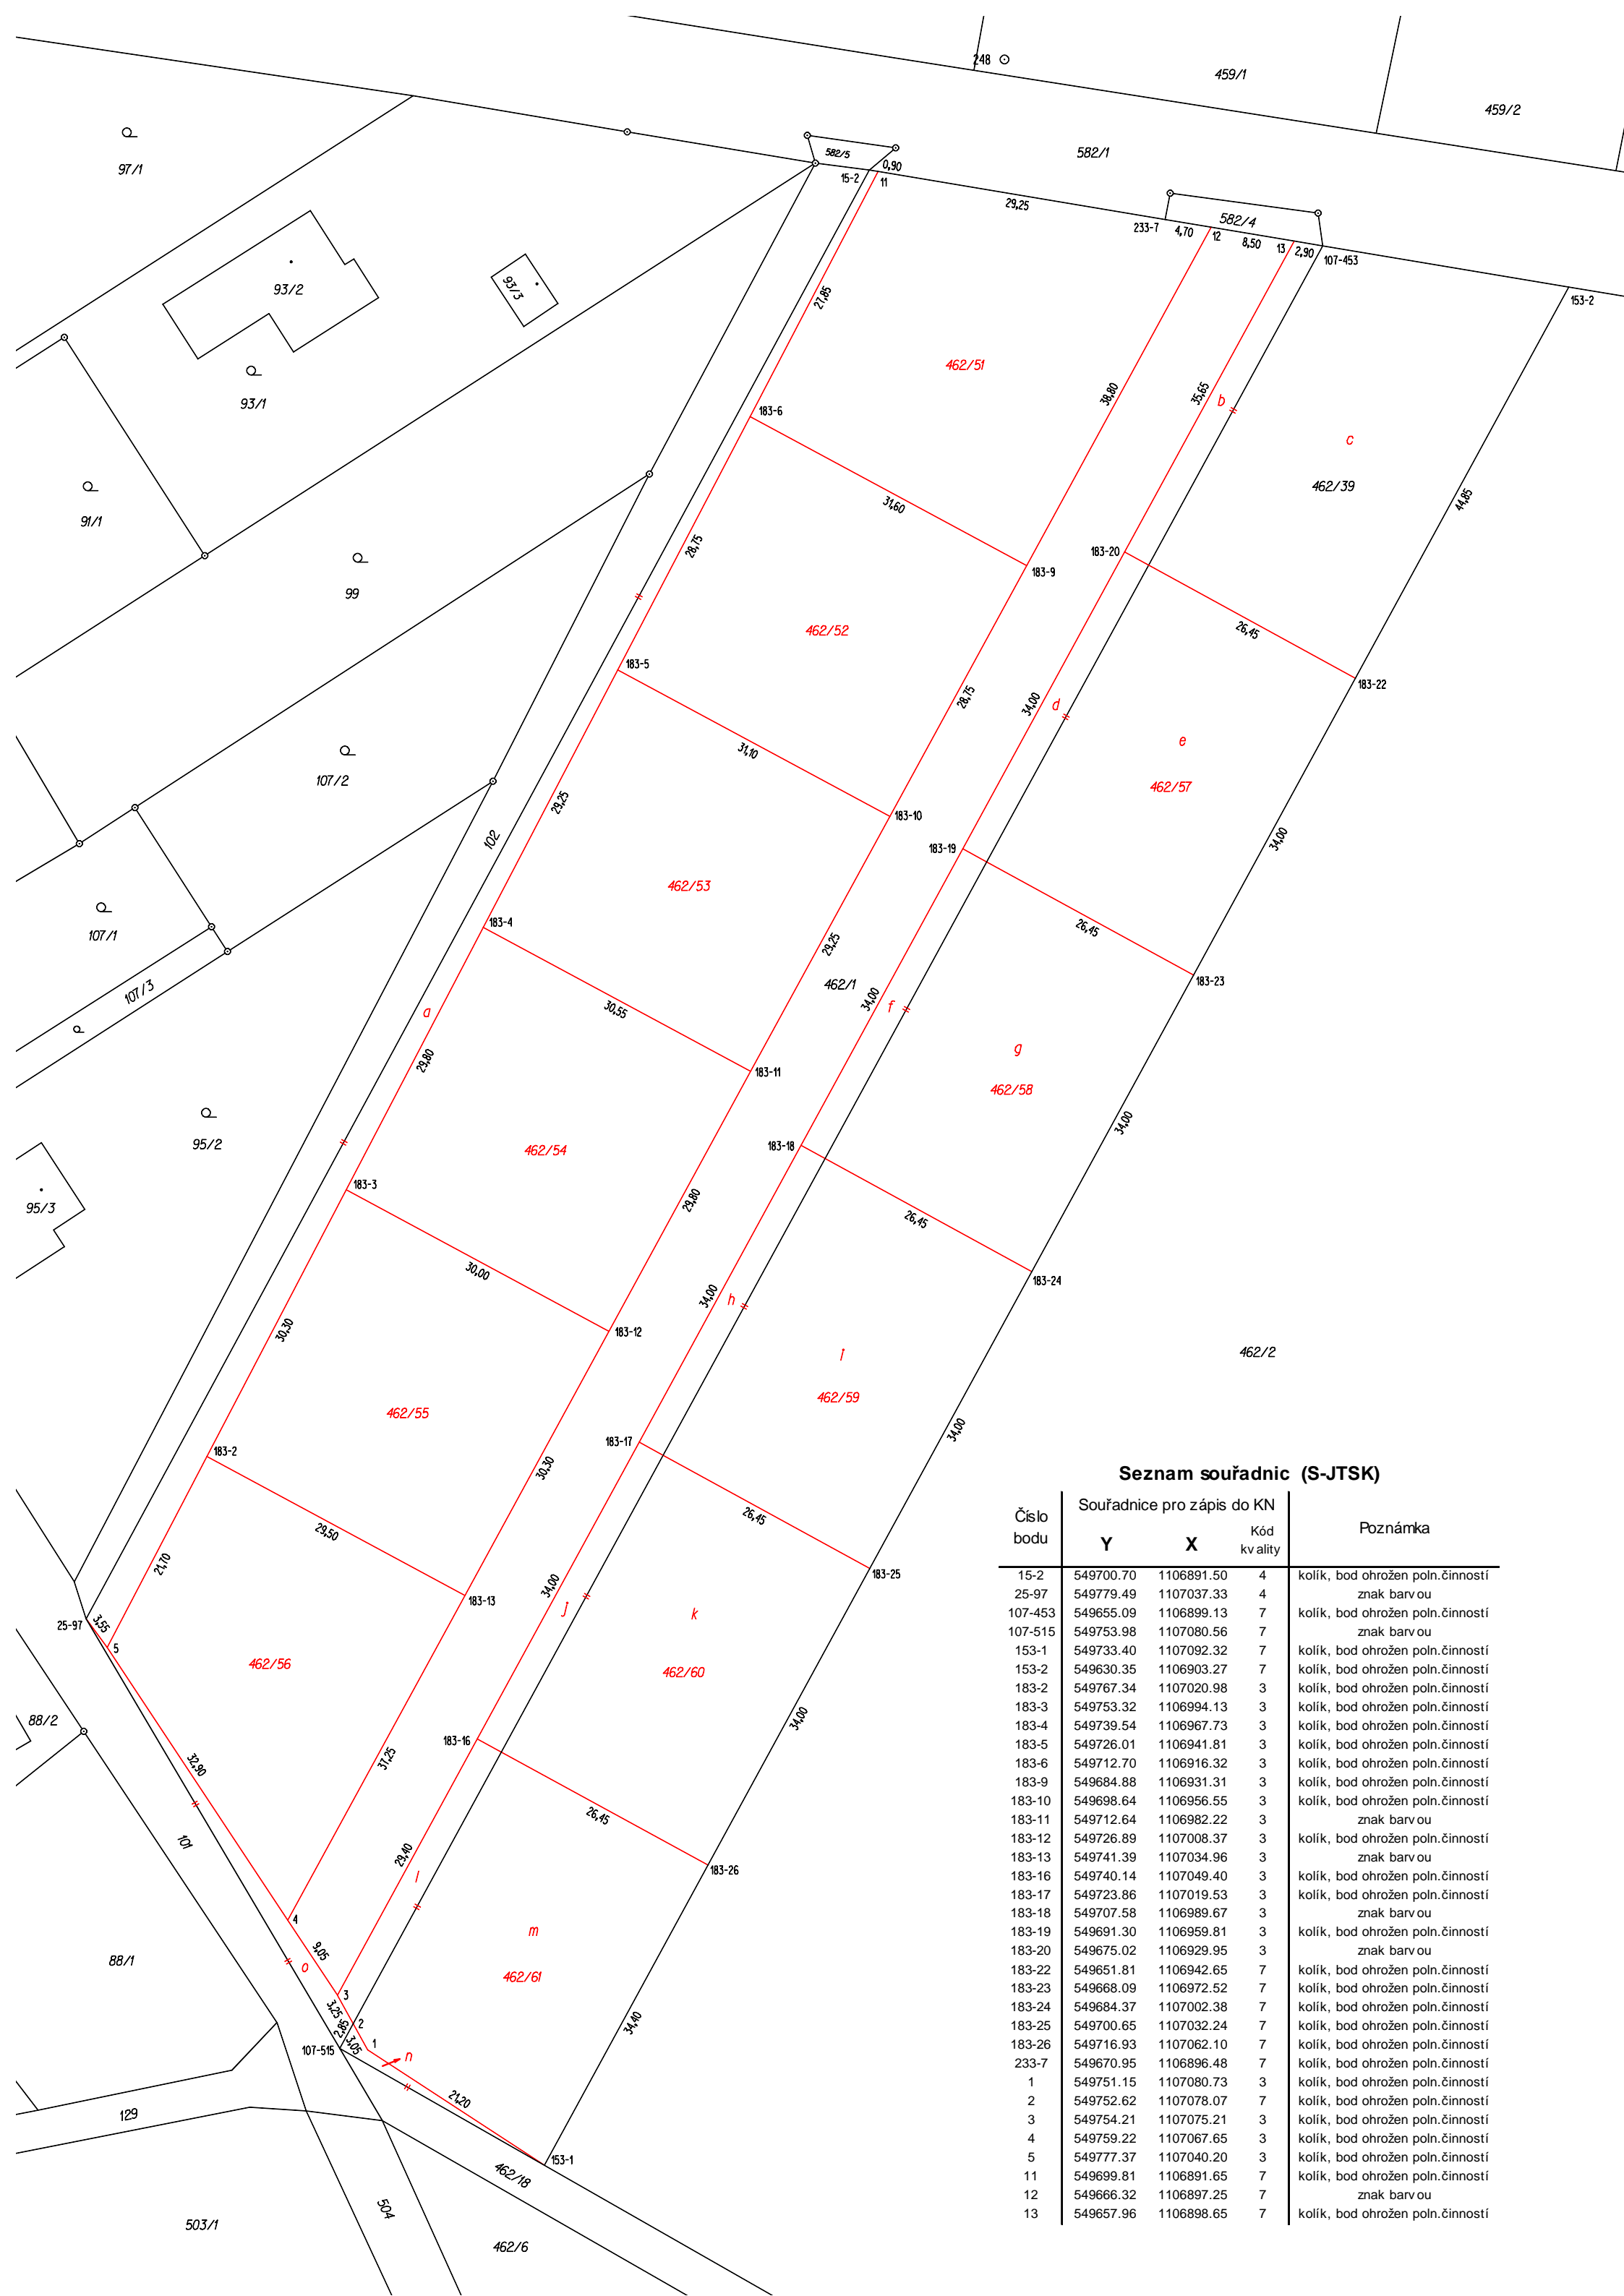 248
459/1
459/2
97/1
582/5
0,90
582/1
15-2
11
29,25
582/4
233-7
4,70
12
8,50
13
2,90
107-453
153-2
93/2
93/3
27,85
462/51
38,80
35,65
b
93/1
183-6
c
462/39
44,85
91/1
31,60
28,75
183-20
183-9
99
462/52
26,45
183-5
183-22
28,75
34,00
d
31,10
e
107/2
462/57
29,25
183-10
102
34,00
183-19
462/53
183-4
26,45
107/1
29,25
462/1
183-23
107/3
34,00
f
a
30,55
29,80
g
183-11
462/58
34,00
95/2
462/54
183-18
183-3
29,80
95/3
26,45
30,00
183-24
34,00
h
30,30
183-12
i
462/2
462/59
462/55
34,00
183-17
183-2
30,30
26,45
29,50
21,70
183-25
34,00
183-13
j
k
25-97
3,55
5
462/56
462/60
34,00
88/2
183-16
32,90
31,25
26,45
101
29,40
183-26
l
4
m
9,05
88/1
o
462/61
3
3,25
2
2,85
34,40
107-515
3,05
1
n
21,20
129
153-1
462/18
504
503/1
462/6
Seznam souřadnic (S-JTSK)
Číslo bodu Souřadnice pro zápis do KN Poznámka
Y X Kód kvality
15-2 549700.70 1106891.50 4 kolík, bod ohrožen poln.činností
25-97 549779.49 1107037.33 4 znak barvou
107-453 549655.09 1106899.13 7 kolík, bod ohrožen poln.činností
107-515 549753.98 1107080.56 7 znak barvou
153-1 549733.40 1107092.32 7 kolík, bod ohrožen poln.činností
153-2 549630.35 1106903.27 7 kolík, bod ohrožen poln.činností
183-2 549767.34 1107020.98 3 kolík, bod ohrožen poln.činností
183-3 549753.32 1106994.13 3 kolík, bod ohrožen poln.činností
183-4 549739.54 1106967.73 3 kolík, bod ohrožen poln.činností
183-5 549726.01 1106941.81 3 kolík, bod ohrožen poln.činností
183-6 549712.70 1106916.32 3 kolík, bod ohrožen poln.činností
183-9 549684.88 1106931.31 3 kolík, bod ohrožen poln.činností
183-10 549698.64 1106956.55 3 kolík, bod ohrožen poln.činností
183-11 549712.64 1106982.22 3 znak barvou
183-12 549726.89 1107008.37 3 kolík, bod ohrožen poln.činností
183-13 549741.39 1107034.96 3 znak barvou
183-16 549740.14 1107049.40 3 kolík, bod ohrožen poln.činností
183-17 549723.86 1107019.53 3 kolík, bod ohrožen poln.činností
183-18 549707.58 1106989.67 3 znak barvou
183-19 549691.30 1106959.81 3 kolík, bod ohrožen poln.činností
183-20 549675.02 1106929.95 3 znak barvou
183-22 549651.81 1106942.65 7 kolík, bod ohrožen poln.činností
183-23 549668.09 1106972.52 7 kolík, bod ohrožen poln.činností
183-24 549684.37 1107002.38 7 kolík, bod ohrožen poln.činností
183-25 549700.65 1107032.24 7 kolík, bod ohrožen poln.činností
183-26 549716.93 1107062.10 7 kolík, bod ohrožen poln.činností
233-7 549670.95 1106896.48 7 kolík, bod ohrožen poln.činností
1 549751.15 1107080.73 3 kolík, bod ohrožen poln.činností
2 549752.62 1107078.07 7 kolík, bod ohrožen poln.činností
3 549754.21 1107075.21 3 kolík, bod ohrožen poln.činností
4 549759.22 1107067.65 3 kolík, bod ohrožen poln.činností
5 549777.37 1107040.20 3 kolík, bod ohrožen poln.činností
11 549699.81 1106891.65 7 kolík, bod ohrožen poln.činností
12 549666.32 1106897.25 7 znak barvou
13 549657.96 1106898.65 7 kolík, bod ohrožen poln.činností